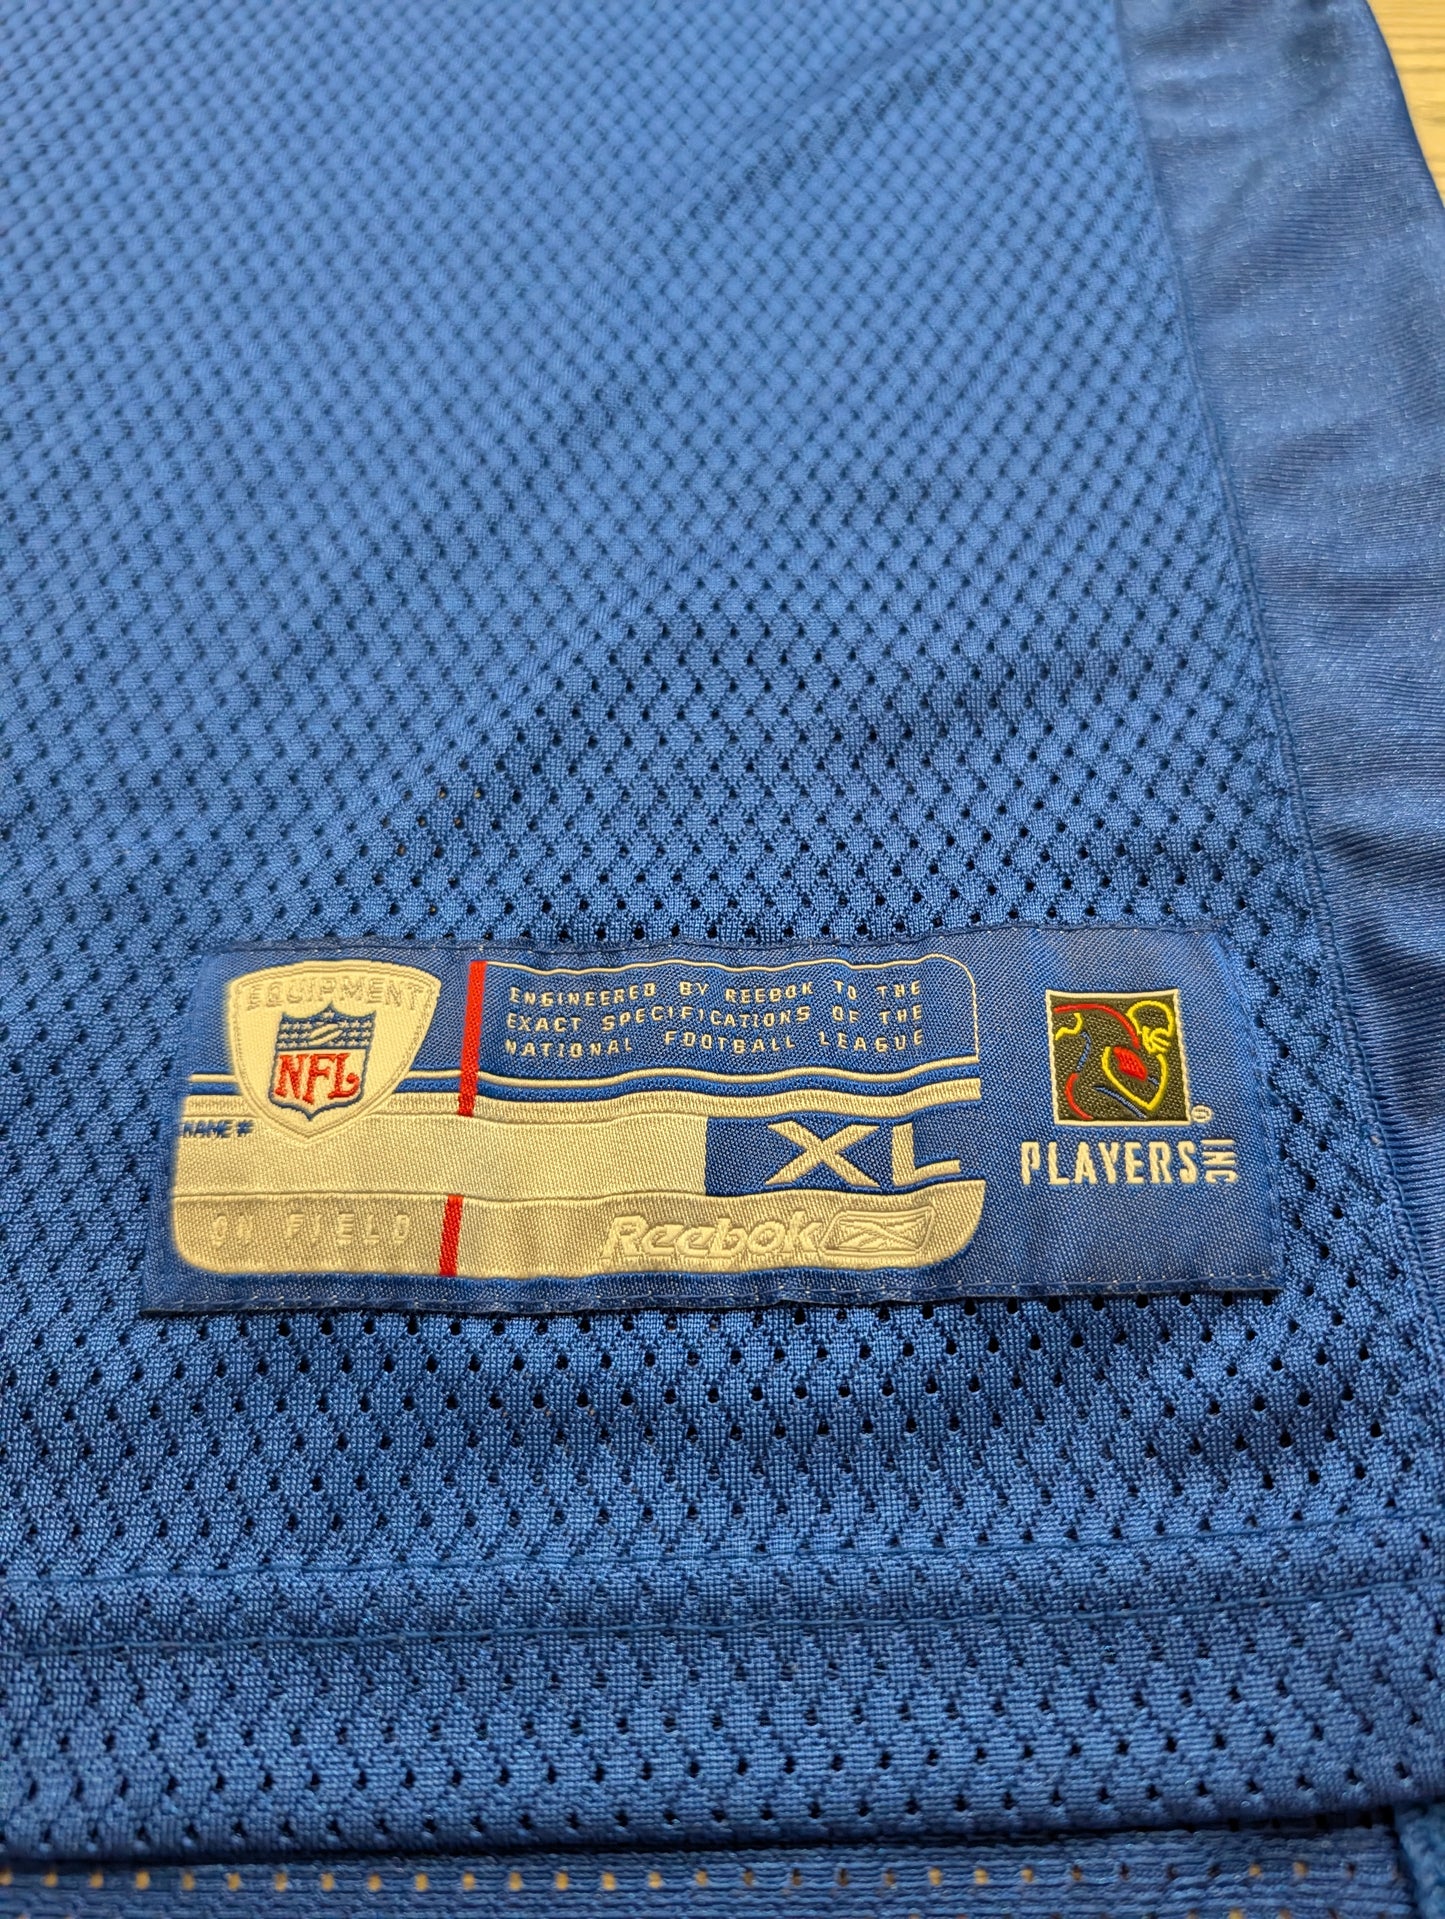 EQUIPMENT
NFL
ENGINEERED BY REEBOK TO THE
EXACT SPECIFICATIONS OF THE
NATIONAL FOOTBALL LEAGUE
NAME #
XL
ON FIELD
Reebok
®
PLAYERS INC